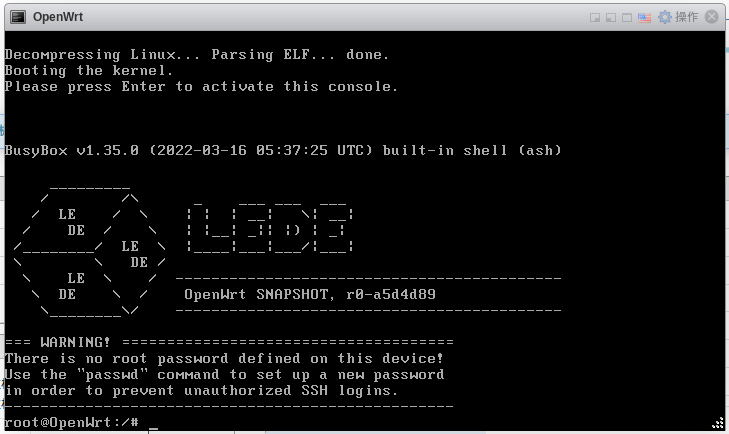 OpenWrt
操作
Decompressing Linux... Parsing ELF... done.
Booting the kernel.
Please press Enter to activate this console.
BusyBox v1.35.0 (2022-03-16 05:37:25 UTC) built-in shell (ash)
LE
DE
LE
DE
LE
DE
LEDE
OpenWrt SNAPSHOT, r0-a5d4d89
=== WARNING! =====================================
There is no root password defined on this device!
Use the "passwd" command to set up a new password
in order to prevent unauthorized SSH logins.
--------------------------------------------------
root@OpenWrt:/# _